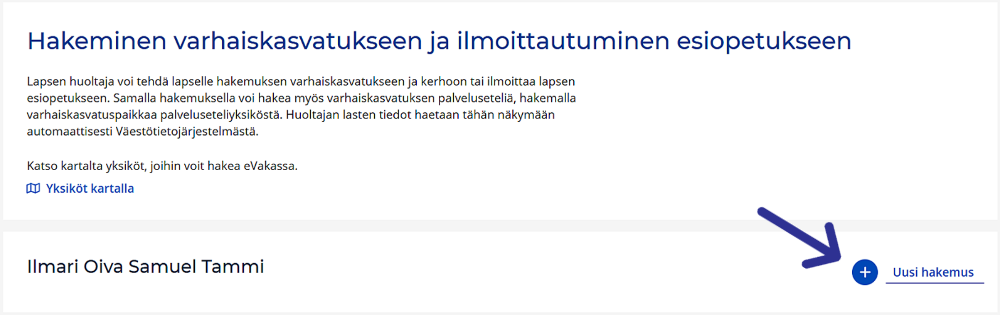 Hakeminen varhaiskasvatukseen ja ilmoittautuminen esiopetukseen
Lapsen huoltaja voi tehdä lapselle hakemuksen varhaiskasvatukseen ja kerhoon tai ilmoittaa lapsen
esiopetukseen. Samalla hakemuksella voi hakea myös varhaiskasvatuksen palveluseteliä, hakemalla
varhaiskasvatuspaikkaa palveluseteliyksiköstä. Huoltajan lasten tiedot haetaan tähän näkymään
automaattisesti Väestötietojärjestelmästä.
Katso kartalta yksiköt, joihin voit hakea eVakassa.
Yksiköt kartalla
Ilmari Oiva Samuel Tammi
Uusi hakemus